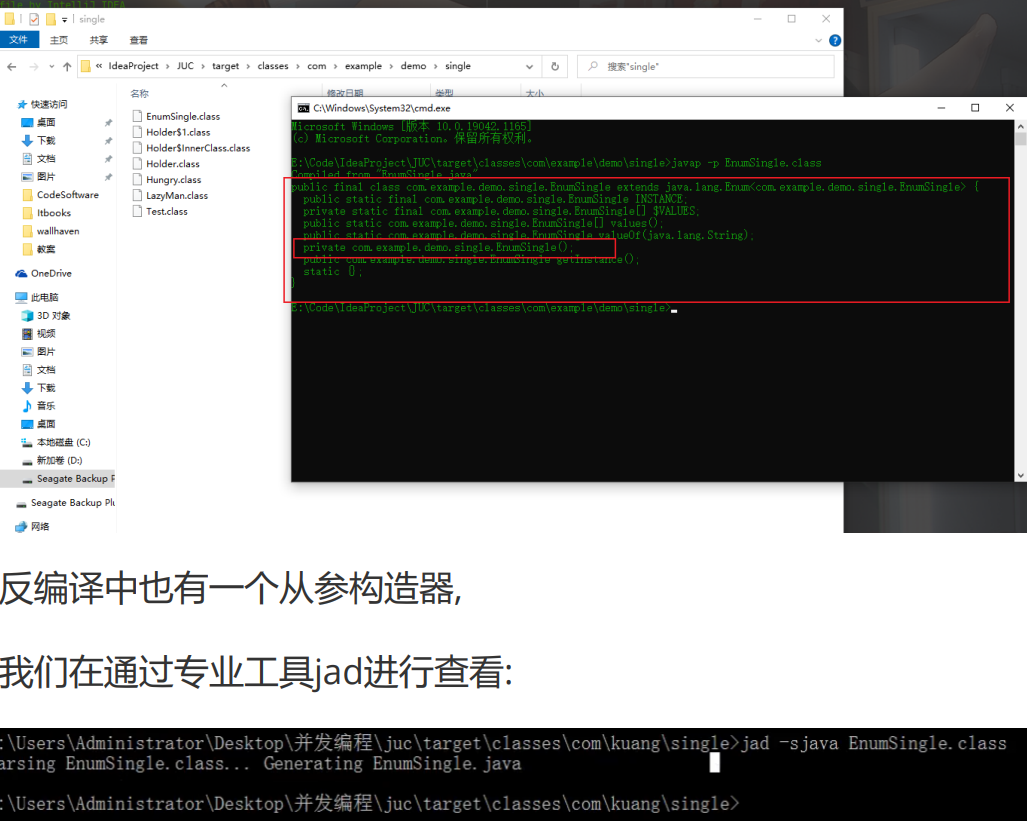 file by IntelliJ IDEA
single
文件 主页 共享 查看
« IdeaProject › JUC › target › classes › com › example › demo › single
搜索"single"
名称 修改日期 类型 大小
快速访问
桌面
下载
文档
图片
CodeSoftware
Itbooks
wallhaven
教案
OneDrive
此电脑
3D 对象
视频
图片
文档
下载
音乐
桌面
本地磁盘 (C:)
新加卷 (D:)
Seagate Backup P
Seagate Backup Plu
网络
EnumSingle.class
Holder$1.class
Holder$InnerClass.class
Holder.class
Hungry.class
LazyMan.class
Test.class
C:\Windows\System32\cmd.exe
Microsoft Windows [版本 10.0.19042.1165]
(c) Microsoft Corporation。保留所有权利。
E:\Code\IdeaProject\JUC\target\classes\com\example\demo\single>javap -p EnumSingle.class
Compiled from "EnumSingle.java"
public final class com.example.demo.single.EnumSingle extends java.lang.Enum<com.example.demo.single.EnumSingle> {
public static final com.example.demo.single.EnumSingle INSTANCE;
private static final com.example.demo.single.EnumSingle[] $VALUES;
public static com.example.demo.single.EnumSingle[] values();
public static com.example.demo.single.EnumSingle valueOf(java.lang.String);
private com.example.demo.single.EnumSingle();
public com.example.demo.single.EnumSingle getInstance();
static {};
}
E:\Code\IdeaProject\JUC\target\classes\com\example\demo\single>
反编译中也有一个从参构造器,
我们在通过专业工具jad进行查看:
:\Users\Administrator\Desktop\并发编程\juc\target\classes\com\kuang\single>jad -sjava EnumSingle.class
arsing EnumSingle.class... Generating EnumSingle.java
:\Users\Administrator\Desktop\并发编程\juc\target\classes\com\kuang\single>